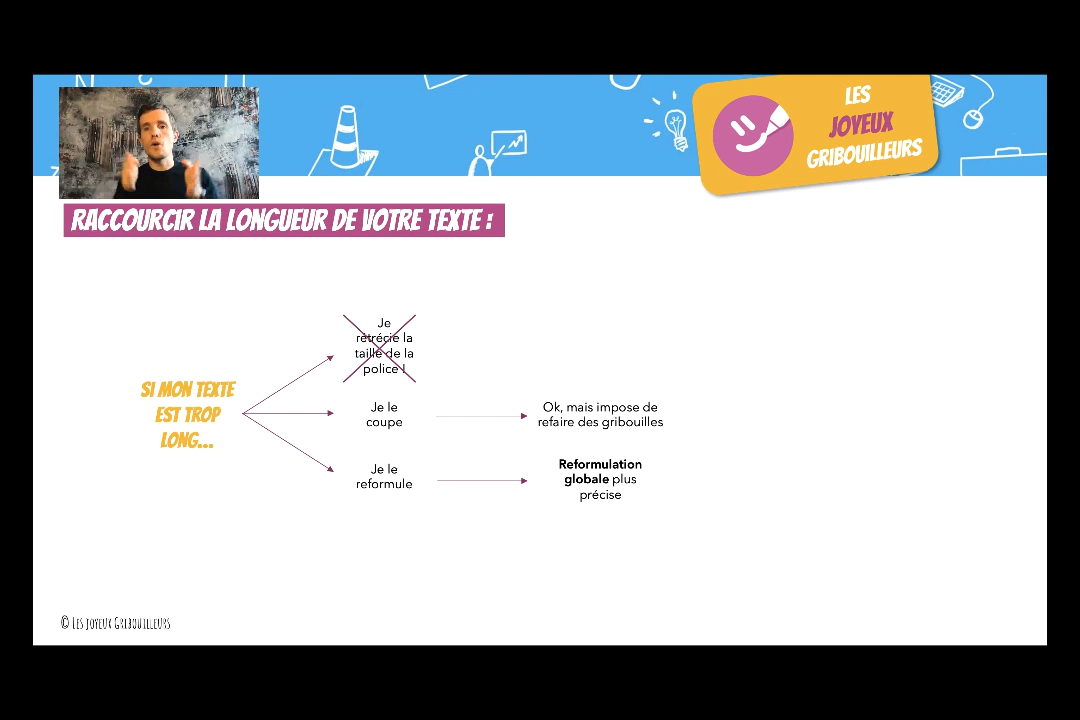 LES
JOYEUX
GRIBOUILLEURS
RACCOURCIR LA LONGUEUR DE VOTRE TEXTE :
Je
rétrécie la
taille de la
police !
SI MON TEXTE
EST TROP
LONG...
Je le
coupe
Ok, mais impose de
refaire des gribouilles
Je le
reformule
Reformulation
globale plus
précise
© LES JOYEUX GRIBOUILLEURS